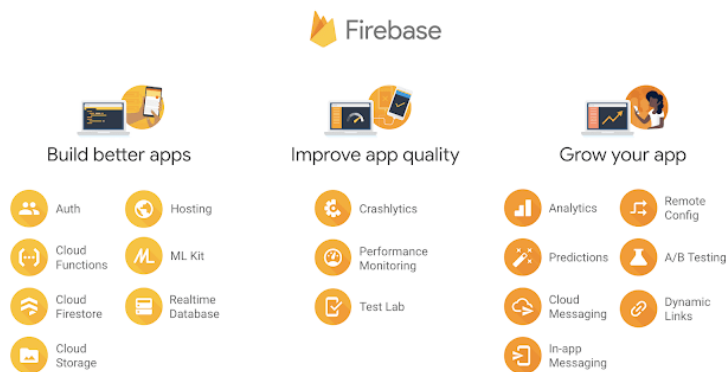 Firebase
Build better apps
Auth
Hosting
Cloud
Functions
ML Kit
Cloud
Firestore
Realtime
Database
Cloud
Storage
Improve app quality
Crashlytics
Performance
Monitoring
Test Lab
Grow your app
Analytics
Remote
Config
Predictions
A/B Testing
Cloud
Messaging
Dynamic
Links
In-app
Messaging